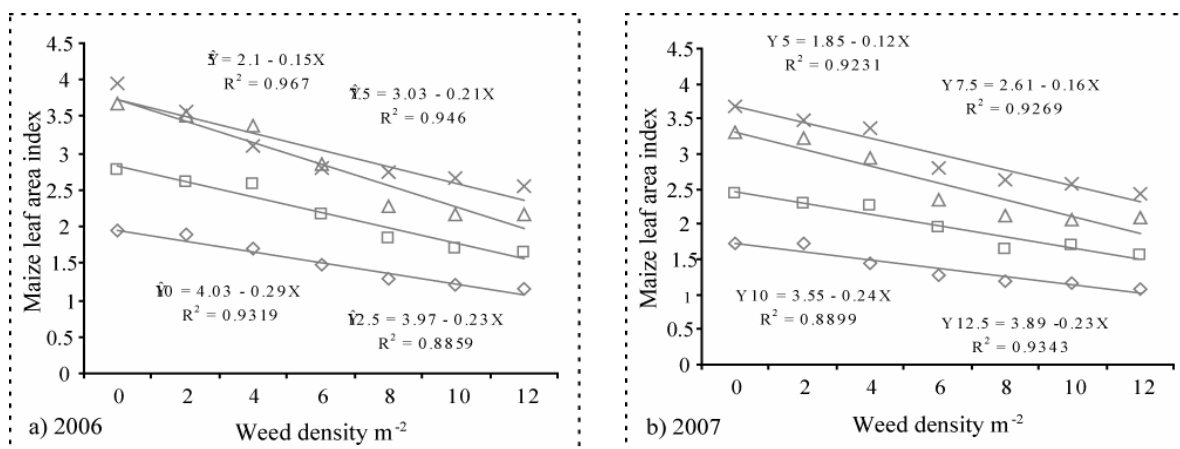 4.5
4
3.5
3
2.5
2
1.5
1
0.5
0
Maize leaf area index
= 2.1 - 0.15X
R² = 0.967
5 = 3.03 - 0.21X
R² = 0.946
0 = 4.03 - 0.29X
R² = 0.9319
2.5 = 3.97 - 0.23X
R² = 0.8859
0 2 4 6 8 10 12
a) 2006 Weed density m⁻²
4.5
4
3.5
3
2.5
2
1.5
1
0.5
0
Maize leaf area index
Y 5 = 1.85 - 0.12X
R² = 0.9231
Y 7.5 = 2.61 - 0.16X
R² = 0.9269
Y 10 = 3.55 - 0.24X
R² = 0.8899
Y 12.5 = 3.89 -0.23X
R² = 0.9343
0 2 4 6 8 10 12
b) 2007 Weed density m⁻²